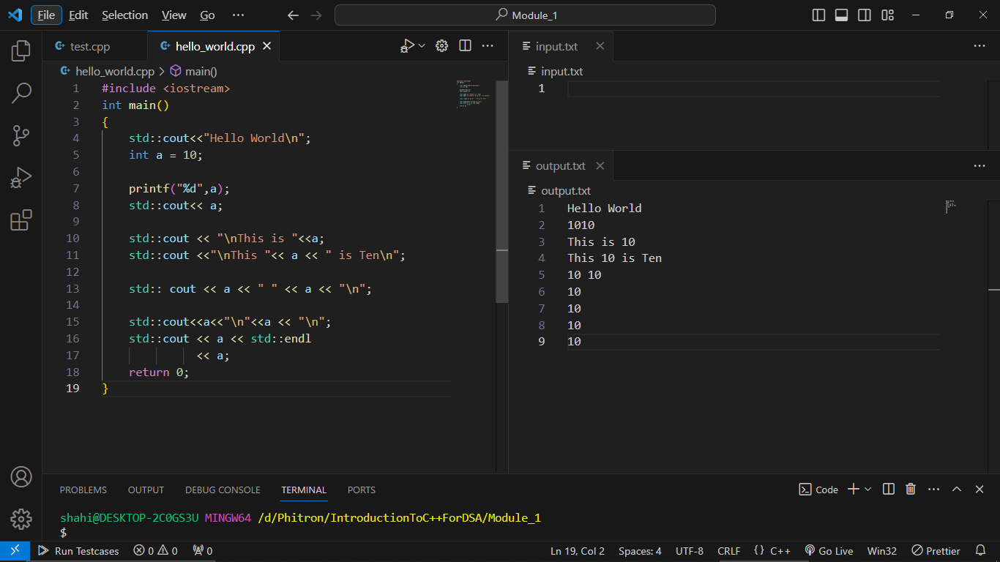 File Edit Selection View Go ··· Module_1
test.cpp hello_world.cpp
hello_world.cpp > main()
1 #include <iostream>
2 int main()
3 {
4 std::cout<<"Hello World\n";
5 int a = 10;
6
7 printf("%d",a);
8 std::cout<< a;
9
10 std::cout << "\nThis is "<<a;
11 std::cout <<"\nThis "<< a << " is Ten\n";
12
13 std:: cout << a << " " << a << "\n";
14
15 std::cout<<a<<"\n"<<a << "\n";
16 std::cout << a << std::endl
17 << a;
18 return 0;
19 }
input.txt
input.txt
1
output.txt
output.txt
1 Hello World
2 1010
3 This is 10
4 This 10 is Ten
5 10 10
6 10
7 10
8 10
9 10
PROBLEMS OUTPUT DEBUG CONSOLE TERMINAL PORTS Code
shahi@DESKTOP-2C0GS3U MINGW64 /d/Phitron/IntroductionToC++ForDSA/Module_1
$
Run Testcases 0 0 0 Ln 19, Col 2 Spaces: 4 UTF-8 CRLF {} C++ Go Live Win32 Prettier